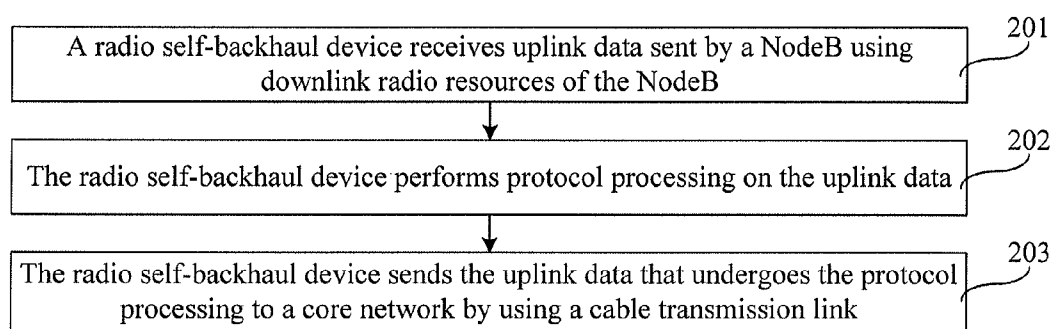 201
A radio self-backhaul device receives uplink data sent by a NodeB using
downlink radio resources of the NodeB
202
The radio self-backhaul device performs protocol processing on the uplink data
203
The radio self-backhaul device sends the uplink data that undergoes the protocol
processing to a core network by using a cable transmission link